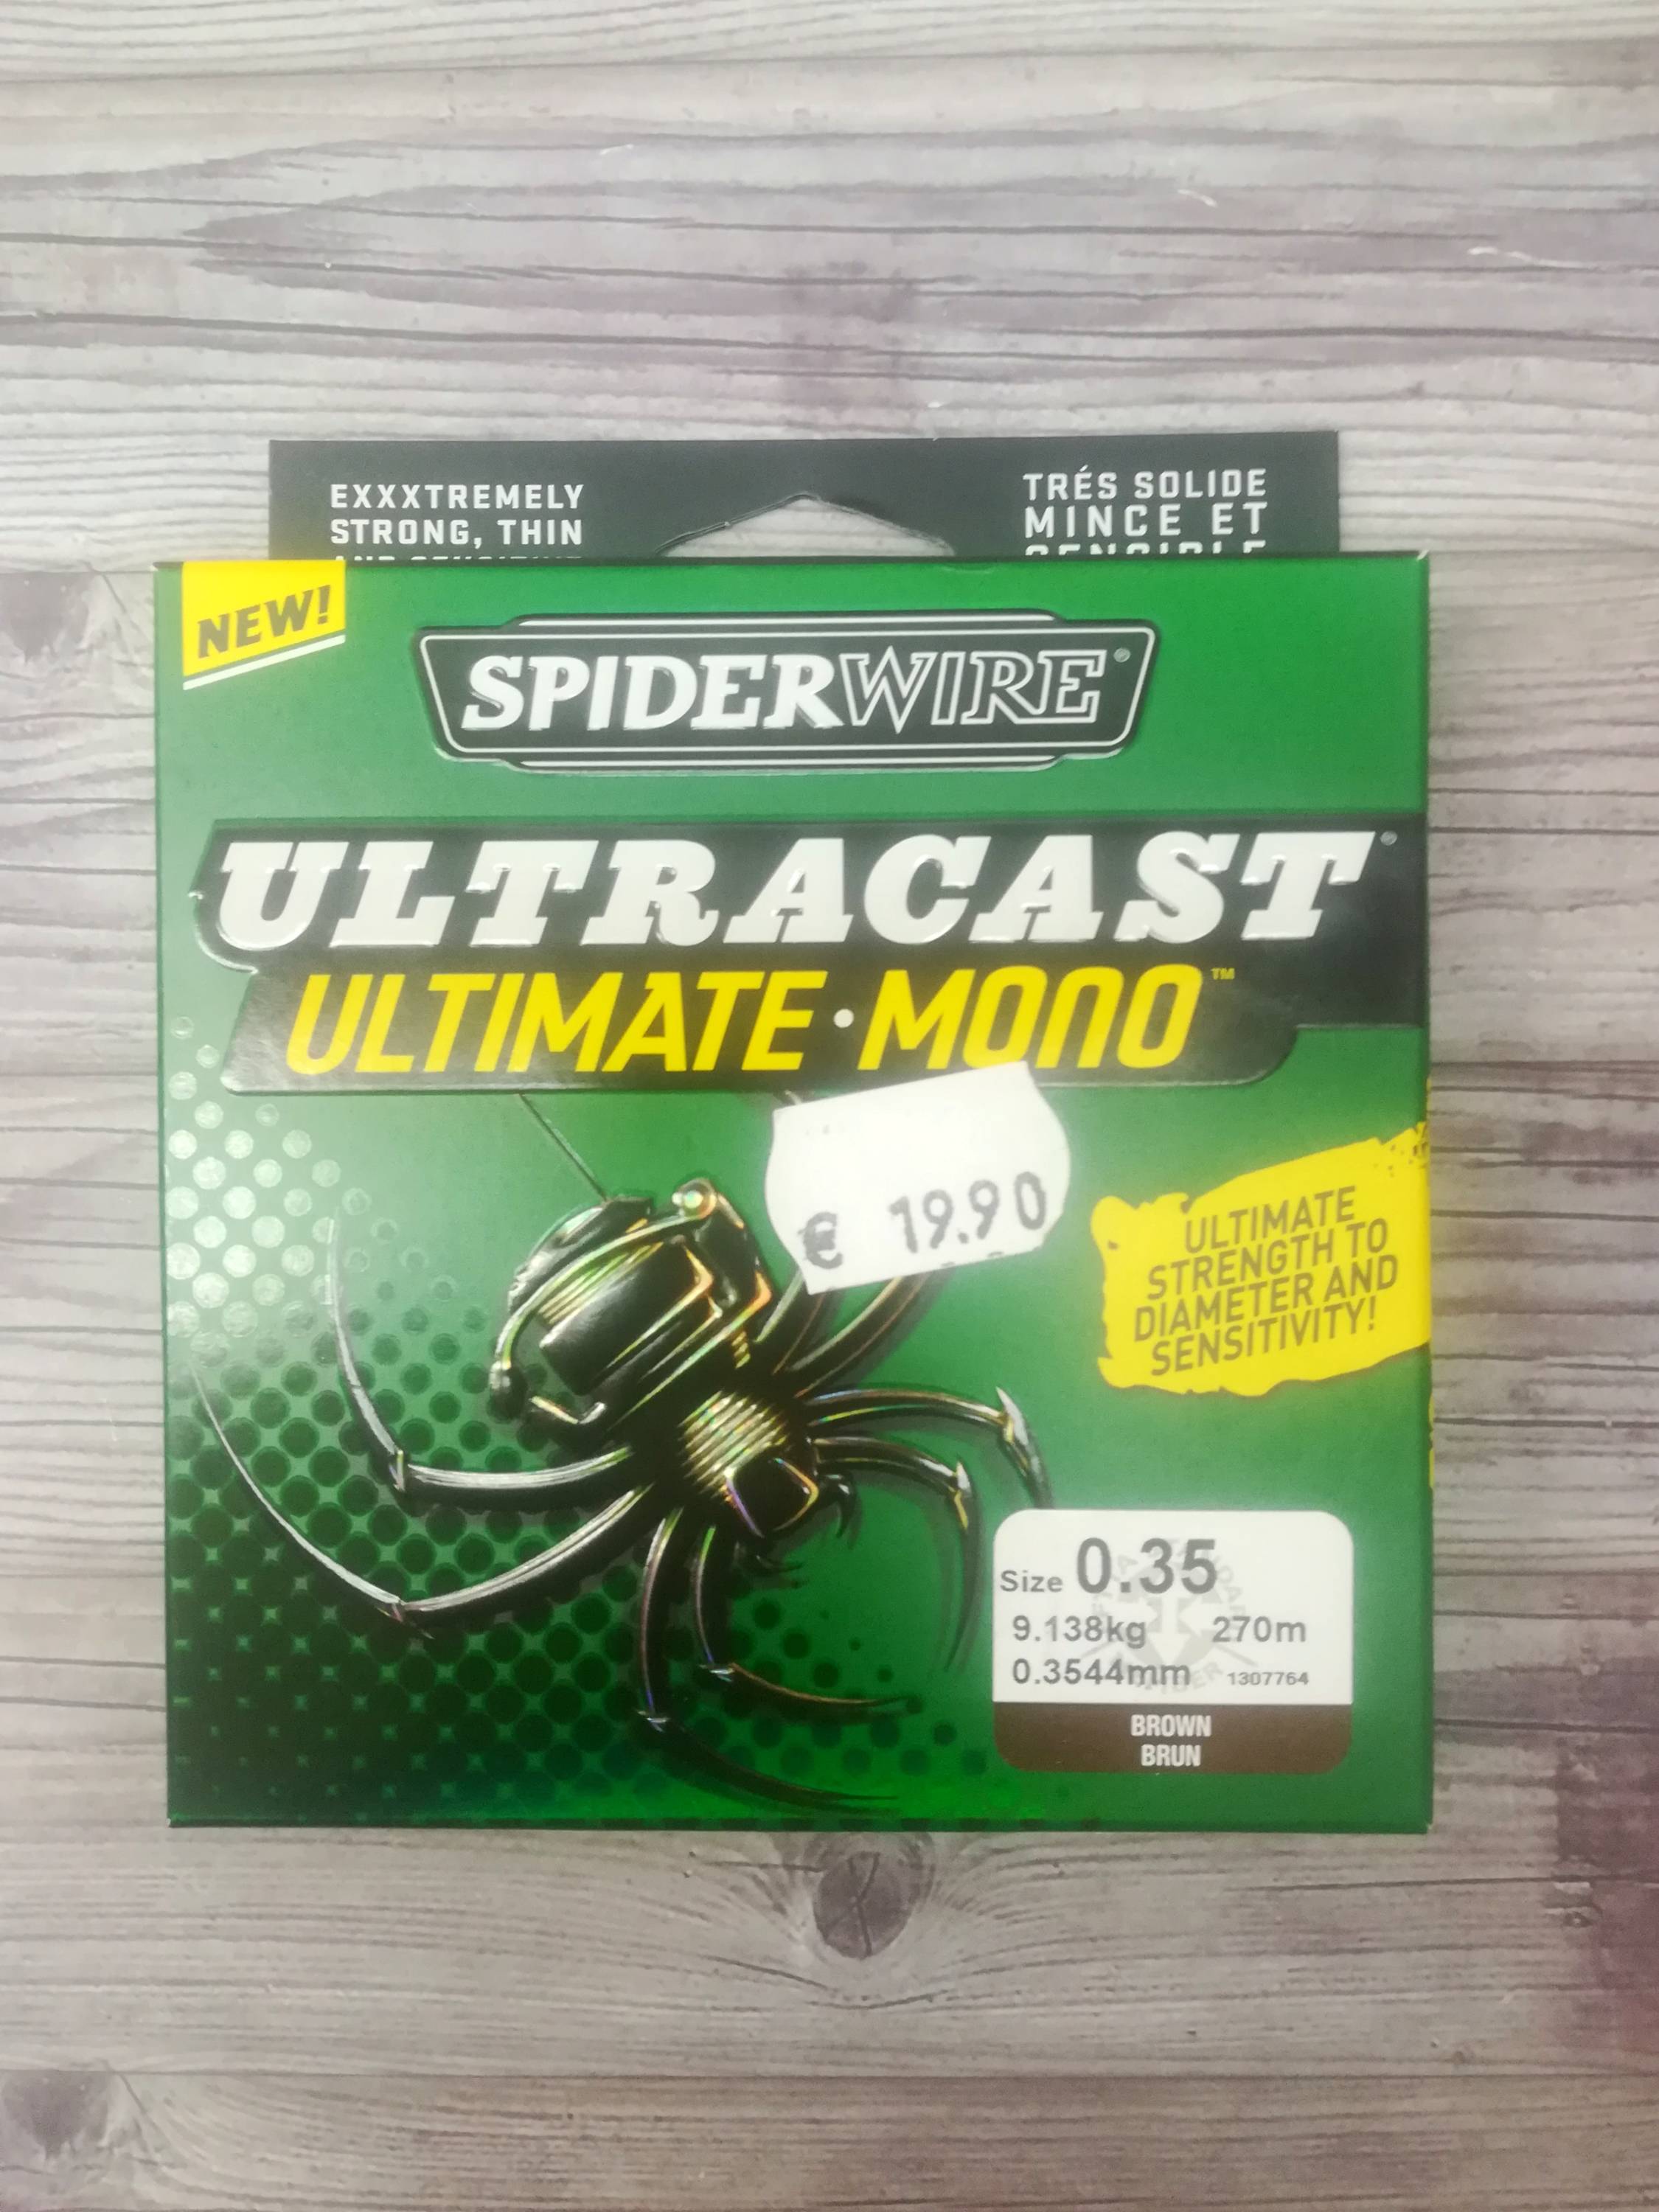 EXXXTREMELY
STRONG, THIN
TRÉS SOLIDE
MINCE ET
NEW!
SPIDERWIRE®
ULTRACAST®
ULTIMATE·MONO™
€ 19.90
ULTIMATE
STRENGTH TO
DIAMETER AND
SENSITIVITY!
Size 0.35
9.138kg 270m
0.3544mm 1307764
BROWN
BRUN